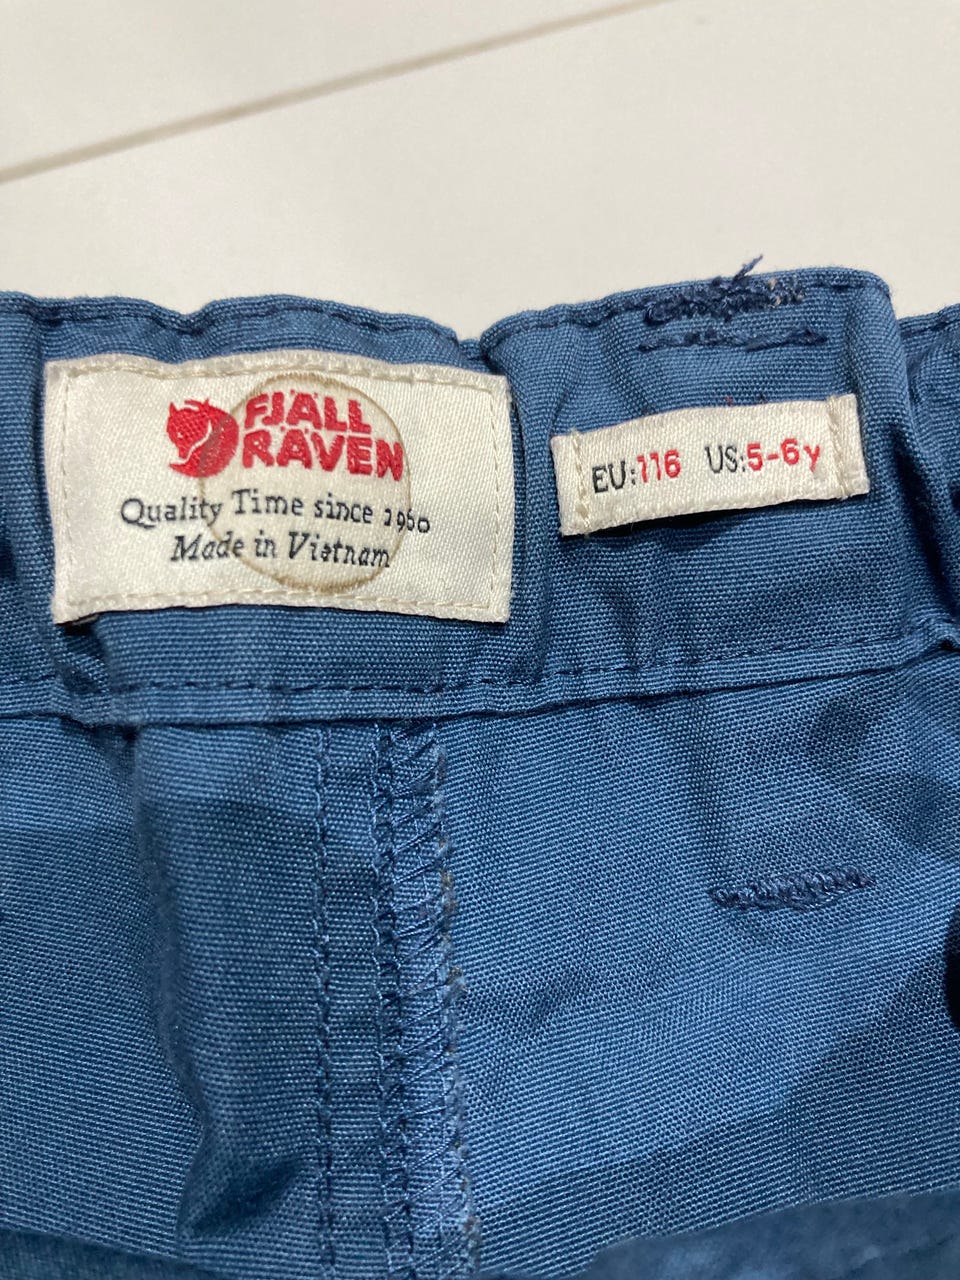 FJÄLL
RÄVEN
Quality Time since 1960
Made in Vietnam
EU:116 US:5-6y